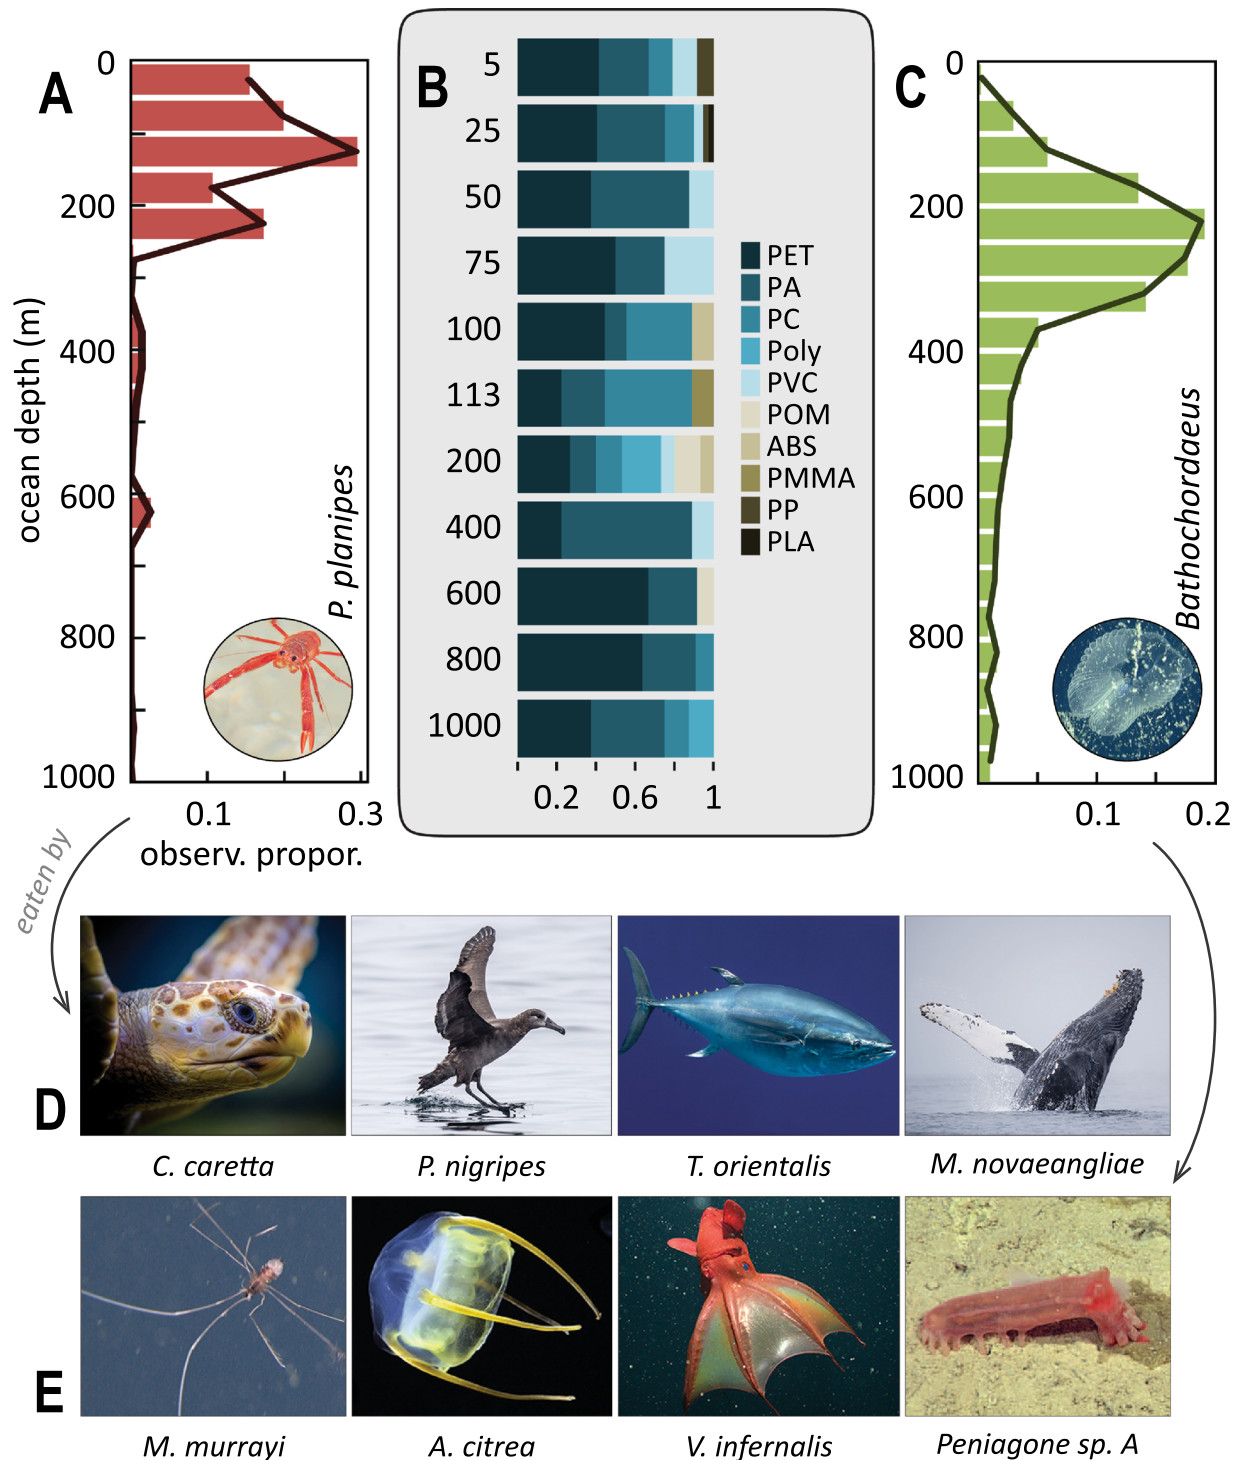 A
0
200
400
600
800
1000
ocean depth (m)
0.1
0.3
observ. propor.
P. planipes
B
5
25
50
75
100
113
200
400
600
800
1000
0.2
0.6
1
PET
PA
PC
Poly
PVC
POM
ABS
PMMA
PP
PLA
C
0
200
400
600
800
1000
0.1
0.2
Bathochordaeus
eaten by
D
C. caretta
P. nigripes
T. orientalis
M. novaeangliae
E
M. murrayi
A. citrea
V. infernalis
Peniagone sp. A